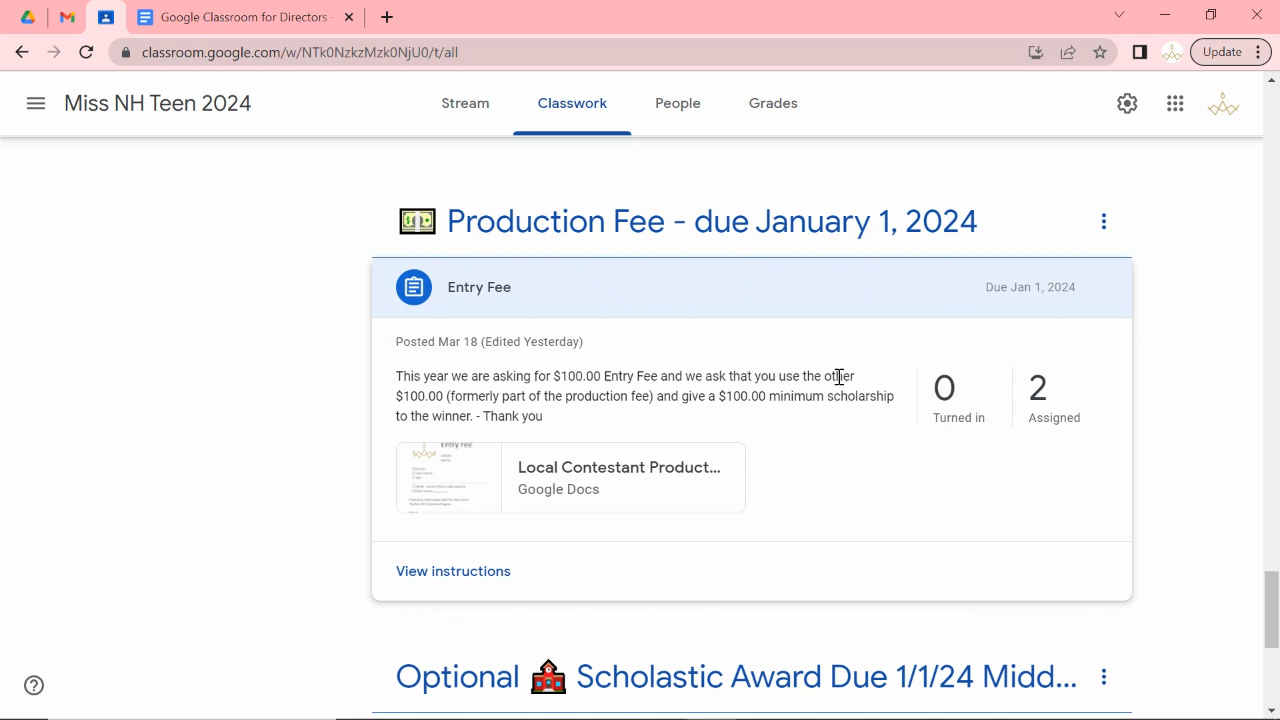 Google Classroom for Directors
classroom.google.com/w/NTk0NzkzMzk0NjU0/t/all
Update
Miss NH Teen 2024
Stream
Classwork
People
Grades
Production Fee - due January 1, 2024
Entry Fee
Due Jan 1, 2024
Posted Mar 18 (Edited Yesterday)
This year we are asking for $100.00 Entry Fee and we ask that you use the other
$100.00 (formerly part of the production fee) and give a $100.00 minimum scholarship
to the winner. - Thank you
0
Turned in
2
Assigned
Entry Fee
Local Contestant Product...
Google Docs
View instructions
Optional 🏫 Scholastic Award Due 1/1/24 Midd...